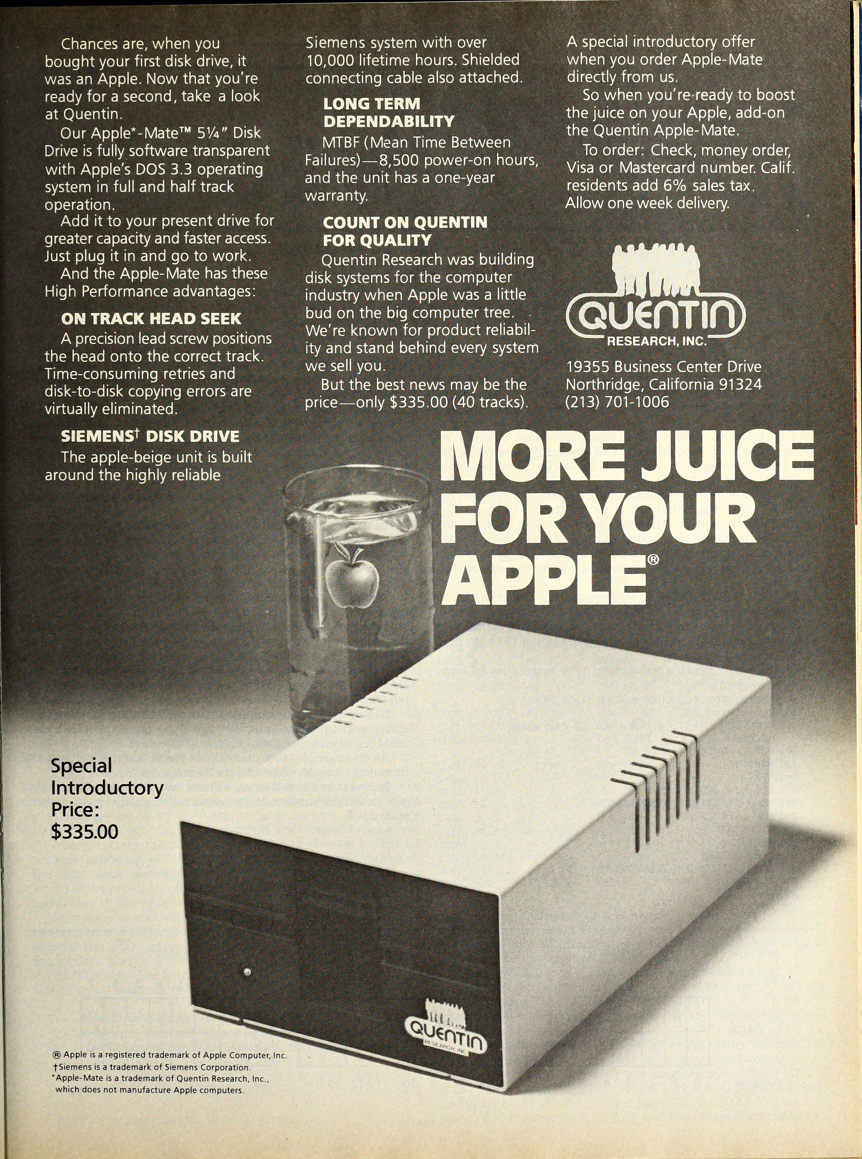 Chances are, when you
bought your first disk drive, it
was an Apple. Now that you're
ready for a second, take a look
at Quentin.
Our Apple*-Mate™ 5¼" Disk
Drive is fully software transparent
with Apple's DOS 3.3 operating
system in full and half track
operation.
Add it to your present drive for
greater capacity and faster access.
Just plug it in and go to work.
And the Apple-Mate has these
High Performance advantages:
ON TRACK HEAD SEEK
A precision lead screw positions
the head onto the correct track.
Time-consuming retries and
disk-to-disk copying errors are
virtually eliminated.
SIEMENS† DISK DRIVE
The apple-beige unit is built
around the highly reliable
Siemens system with over
10,000 lifetime hours. Shielded
connecting cable also attached.
LONG TERM
DEPENDABILITY
MTBF (Mean Time Between
Failures)—8,500 power-on hours,
and the unit has a one-year
warranty.
COUNT ON QUENTIN
FOR QUALITY
Quentin Research was building
disk systems for the computer
industry when Apple was a little
bud on the big computer tree.
We're known for product reliabil-
ity and stand behind every system
we sell you.
But the best news may be the
price—only $335.00 (40 tracks).
A special introductory offer
when you order Apple-Mate
directly from us.
So when you're-ready to boost
the juice on your Apple, add-on
the Quentin Apple-Mate.
To order: Check, money order,
Visa or Mastercard number. Calif.
residents add 6% sales tax.
Allow one week delivery.
QUENTIN
RESEARCH, INC.
19355 Business Center Drive
Northridge, California 91324
(213) 701-1006
MORE JUICE
FOR YOUR
APPLE®
Special
Introductory
Price:
$335.00
QUENTIN
RESEARCH, INC.
® Apple is a registered trademark of Apple Computer, Inc.
†Siemens is a trademark of Siemens Corporation.
*Apple-Mate is a trademark of Quentin Research, Inc.,
which does not manufacture Apple computers.